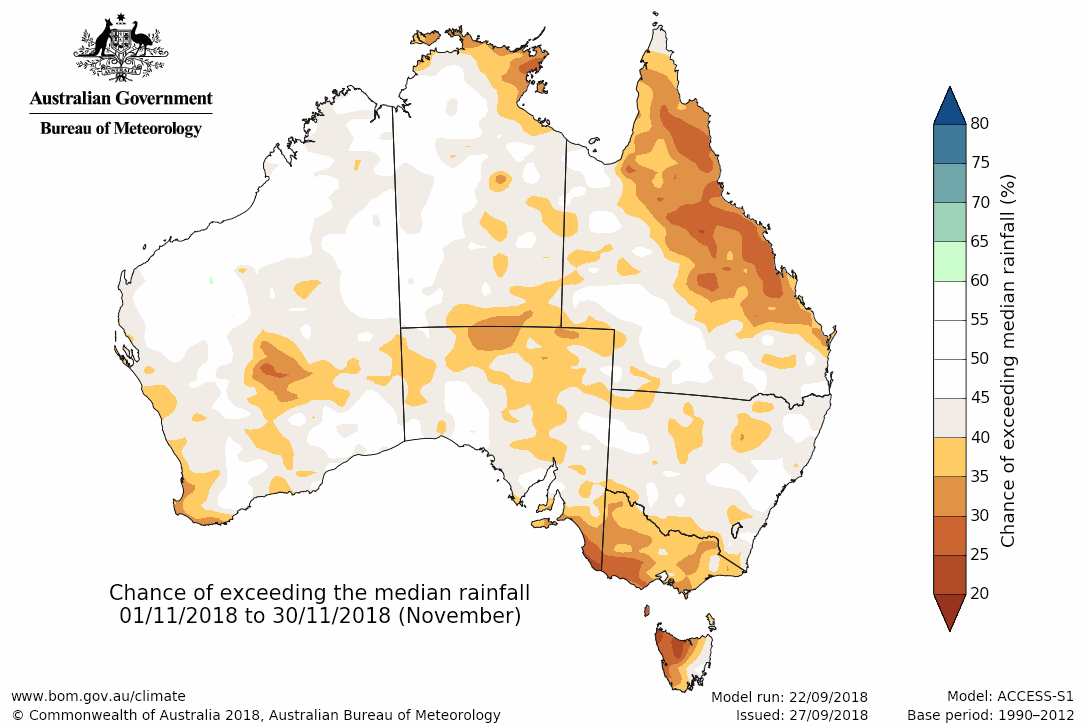 Australian Government
Bureau of Meteorology
80
75
70
65
60
55
50
45
40
35
30
25
20
Chance of exceeding median rainfall (%)
Chance of exceeding the median rainfall
01/11/2018 to 30/11/2018 (November)
www.bom.gov.au/climate
© Commonwealth of Australia 2018, Australian Bureau of Meteorology
Model run: 22/09/2018
Issued: 27/09/2018
Model: ACCESS-S1
Base period: 1990–2012